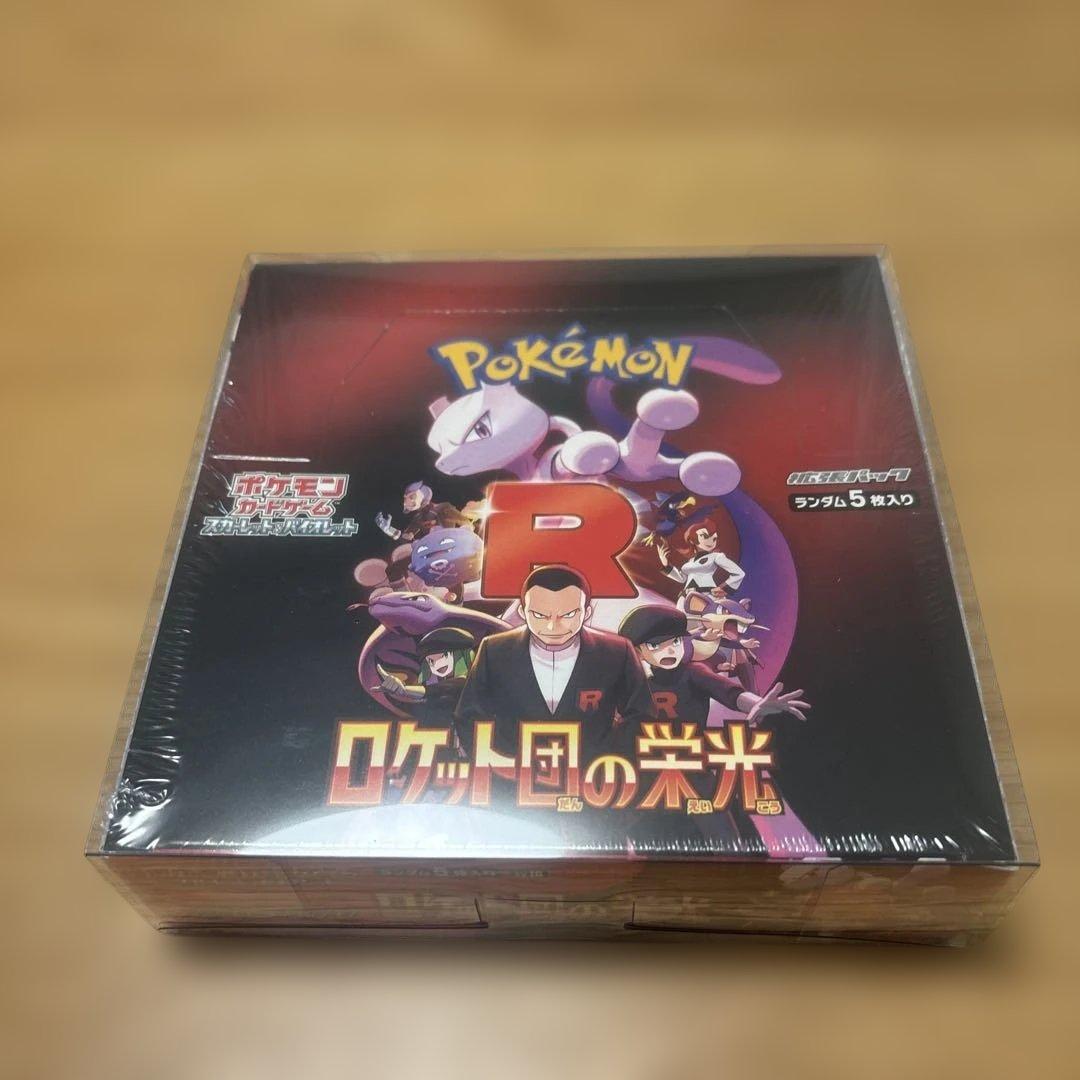 POKéMON
ポケモン
カードゲーム
スカーレット&バイオレット
拡張パック
ランダム5枚入り
R
R
R
ロケット団の栄光
だん えい こう